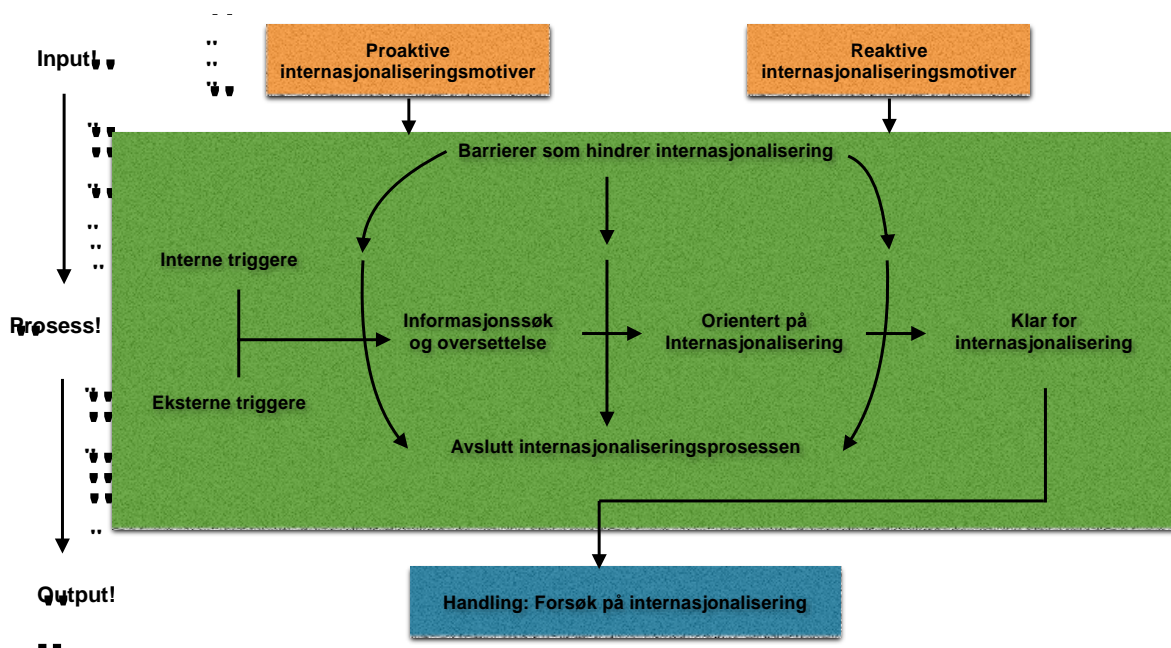 Input!
Proaktive
internasjonaliseringsmotiver
Reaktive
internasjonaliseringsmotiver
Barrierer som hindrer internasjonalisering
Interne triggere
Prosess!
Informasjonssøk
og oversettelse
Orientert på
Internasjonalisering
Klar for
internasjonalisering
Eksterne triggere
Avslutt internasjonaliseringsprosessen
Output!
Handling: Forsøk på internasjonalisering